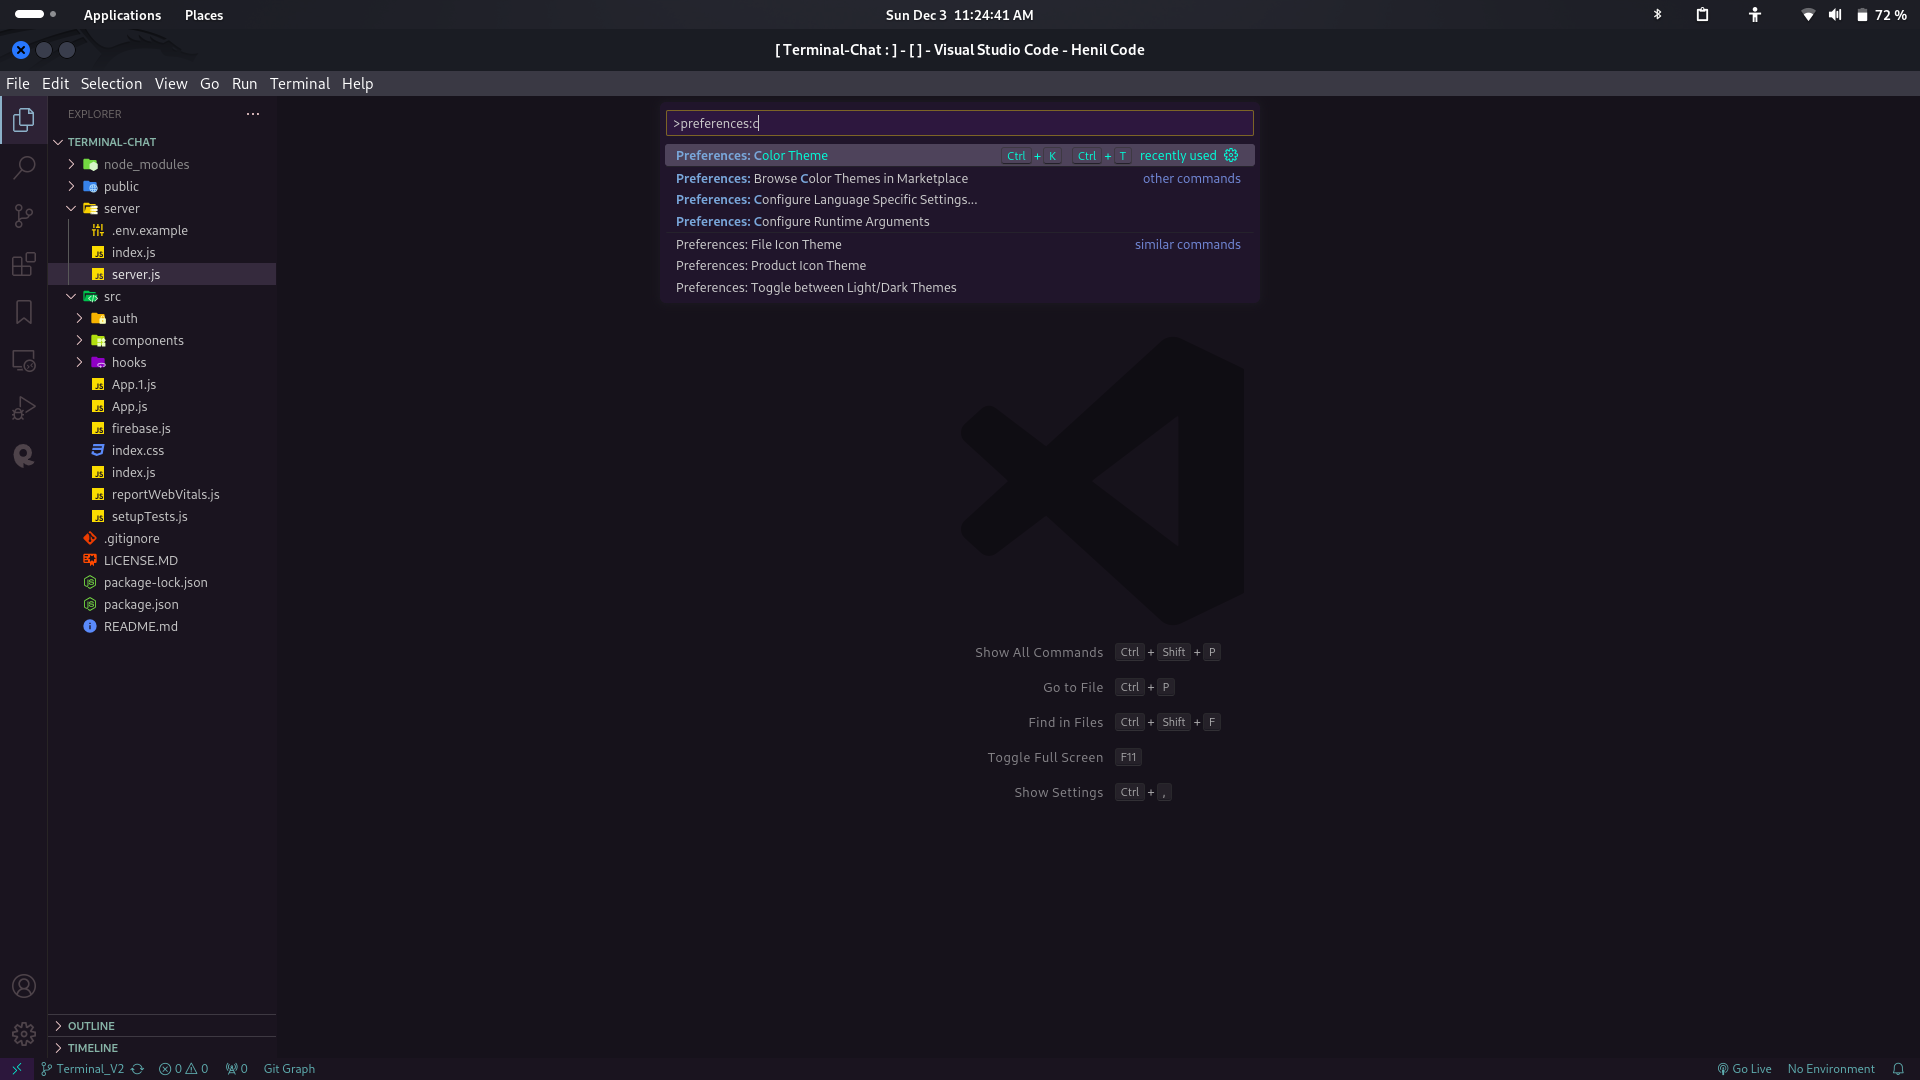 Applications Places Sun Dec 3 11:24:41 AM 72 %
[ Terminal-Chat : ] - [ ] - Visual Studio Code - Henil Code
File Edit Selection View Go Run Terminal Help
EXPLORER
TERMINAL-CHAT
node_modules
public
server
.env.example
index.js
server.js
src
auth
components
hooks
App.1.js
App.js
firebase.js
index.css
index.js
reportWebVitals.js
setupTests.js
.gitignore
LICENSE.MD
package-lock.json
package.json
README.md
OUTLINE
TIMELINE
>preferences:c
Preferences: Color Theme Ctrl + K Ctrl + T recently used
Preferences: Browse Color Themes in Marketplace other commands
Preferences: Configure Language Specific Settings...
Preferences: Configure Runtime Arguments
Preferences: File Icon Theme similar commands
Preferences: Product Icon Theme
Preferences: Toggle between Light/Dark Themes
Show All Commands Ctrl + Shift + P
Go to File Ctrl + P
Find in Files Ctrl + Shift + F
Toggle Full Screen F11
Show Settings Ctrl + ,
Terminal_V2 0 0 0 Git Graph Go Live No Environment